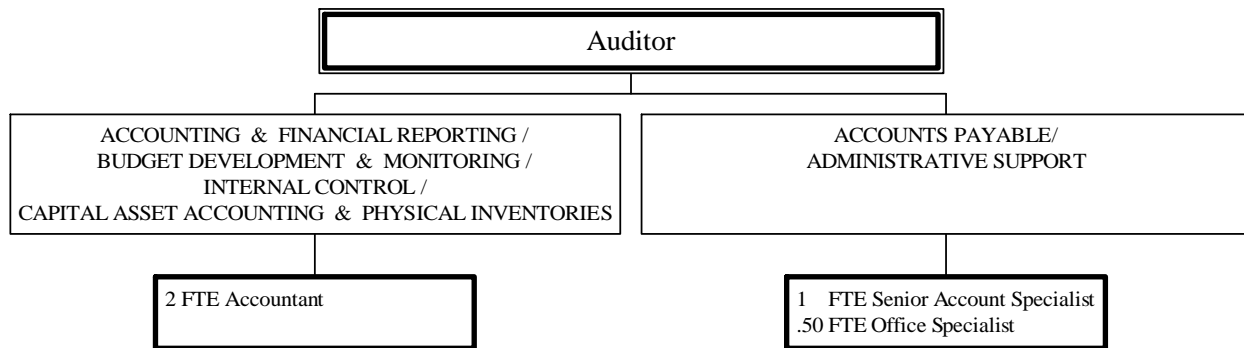 Auditor
ACCOUNTING & FINANCIAL REPORTING /
BUDGET DEVELOPMENT & MONITORING /
INTERNAL CONTROL /
CAPITAL ASSET ACCOUNTING & PHYSICAL INVENTORIES
ACCOUNTS PAYABLE/
ADMINISTRATIVE SUPPORT
2 FTE Accountant
1 FTE Senior Account Specialist
.50 FTE Office Specialist